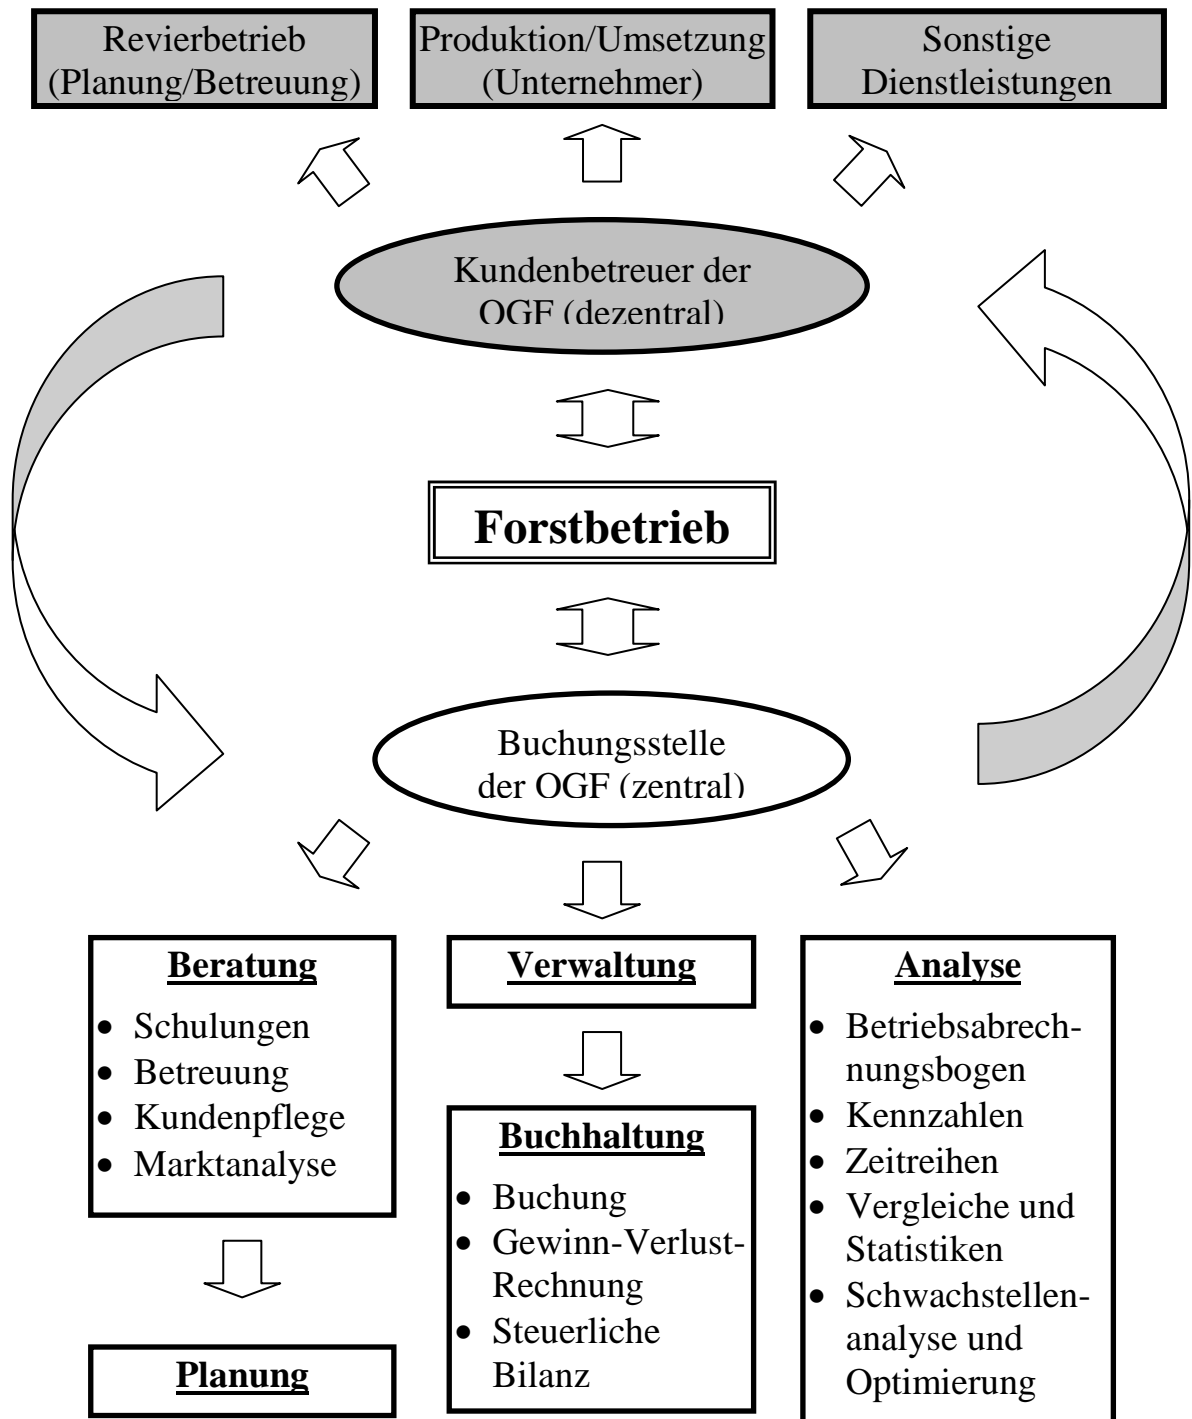 Revierbetrieb
(Planung/Betreuung)
Produktion/Umsetzung
(Unternehmer)
Sonstige
Dienstleistungen
Kundenbetreuer der
OGF (dezentral)
Forstbetrieb
Buchungsstelle
der OGF (zentral)
Beratung
• Schulungen
• Betreuung
• Kundenpflege
• Marktanalyse
Planung
Verwaltung
Buchhaltung
• Buchung
• Gewinn-Verlust-
Rechnung
• Steuerliche
Bilanz
Analyse
• Betriebsabrech-
nungsbogen
• Kennzahlen
• Zeitreihen
• Vergleiche und
Statistiken
• Schwachstellen-
analyse und
Optimierung